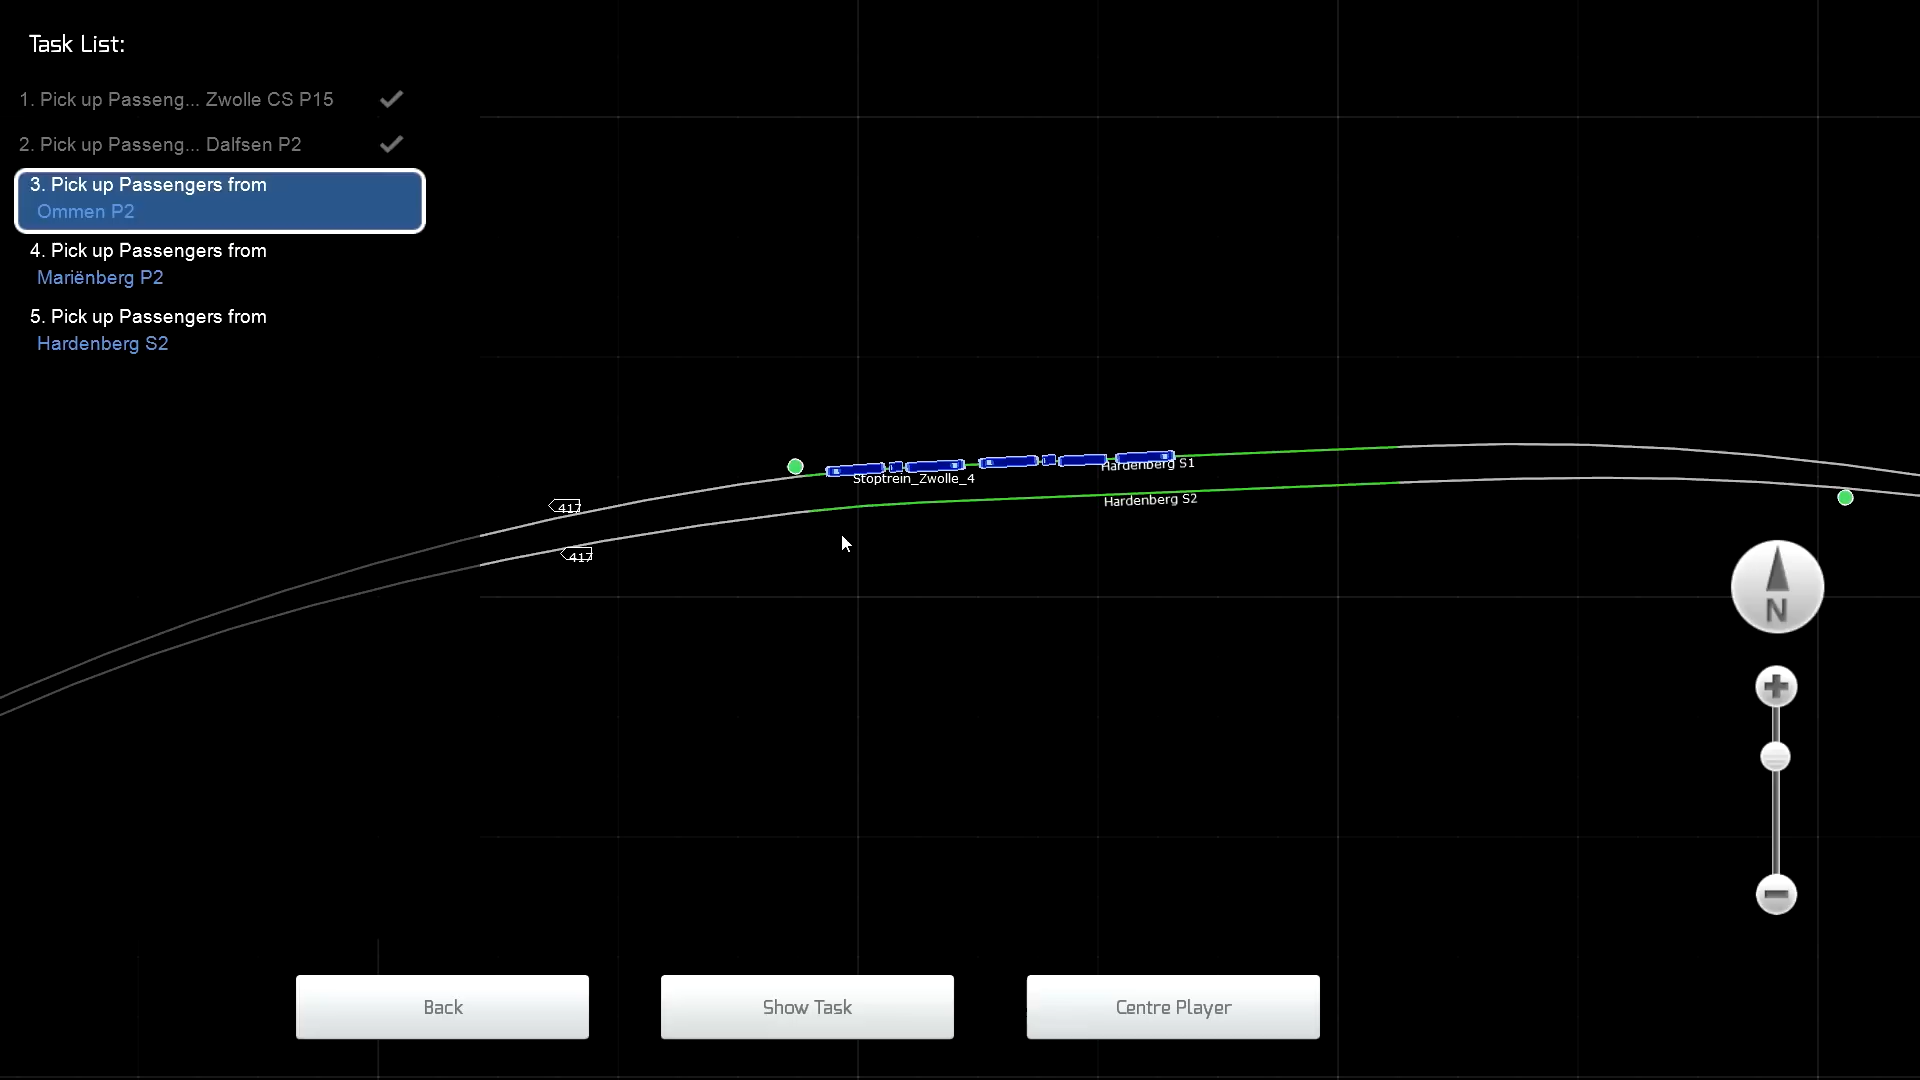 Task List:
1. Pick up Passeng... Zwolle CS P15
2. Pick up Passeng... Dalfsen P2
3. Pick up Passengers from
Ommen P2
4. Pick up Passengers from
Mariënberg P2
5. Pick up Passengers from
Hardenberg S2
Hardenberg S1
Stoptrein_Zwolle_4
Hardenberg S2
417
417
N
Back
Show Task
Centre Player